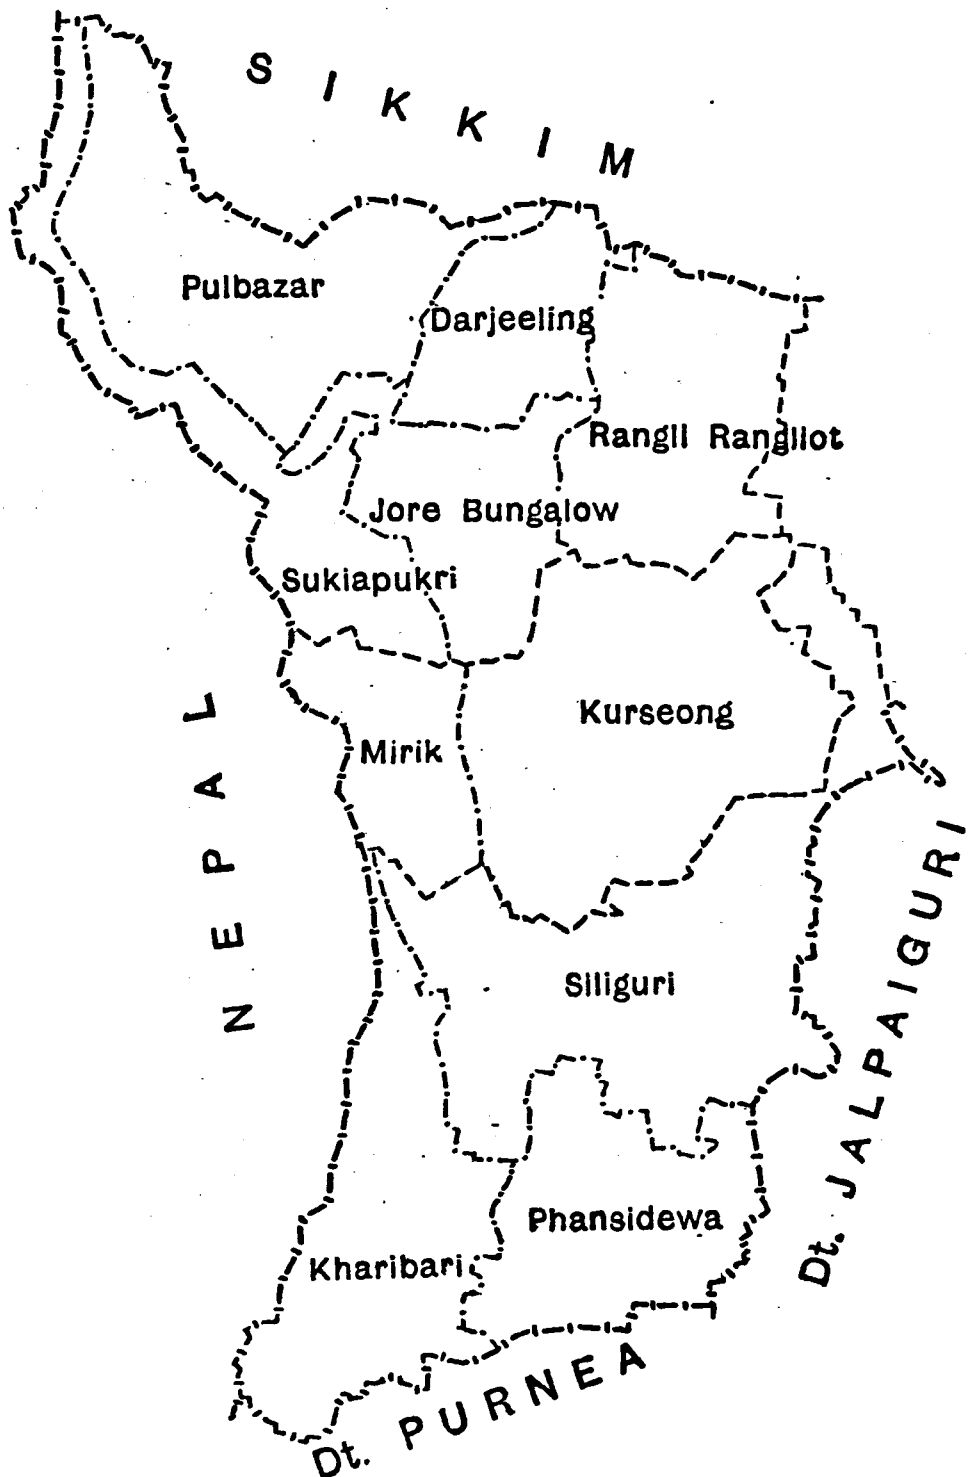 SIKKIM
Pulbazar
Darjeeling
Rangli Rangliot
Jore Bungalow
Sukiapukri
Kurseong
Mirik
NEPAL
Siliguri
Dt. JALPAIGURI
Phansidewa
Kharibari
Dt. PURNEA